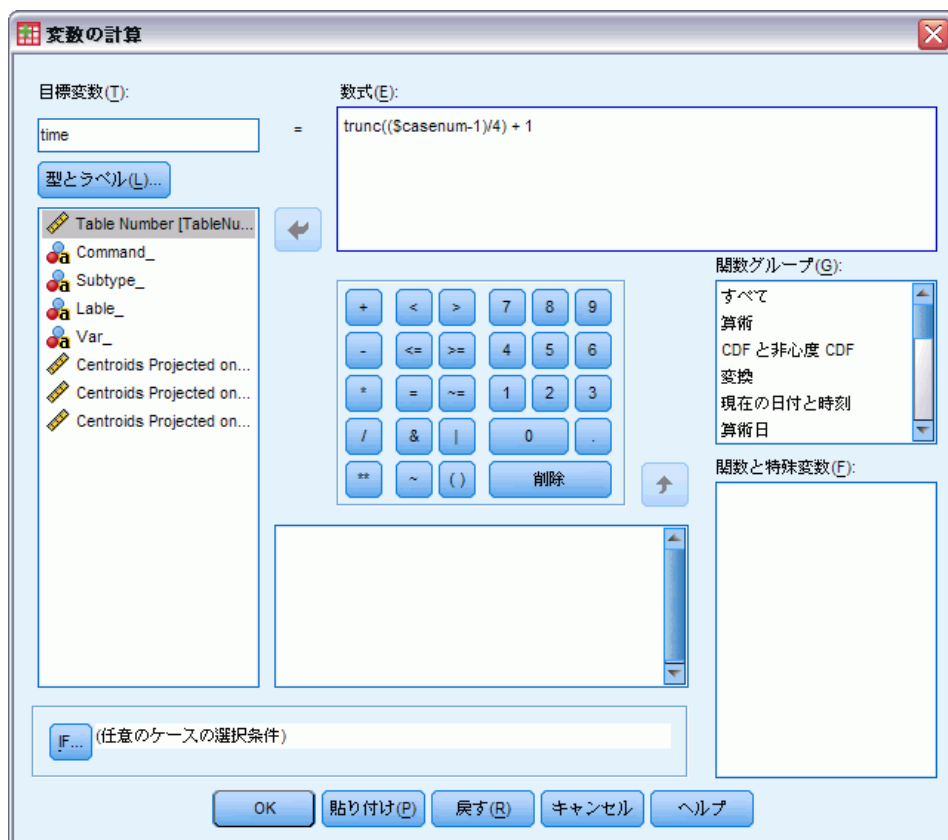 変数の計算
目標変数(T):
time
=
数式(E):
trunc(($casenum-1)/4) + 1
型とラベル(L)...
Table Number [TableNu...
Command_
Subtype_
Lable_
Var_
Centroids Projected on...
Centroids Projected on...
Centroids Projected on...
+ < > 7 8 9
- <= >= 4 5 6
* = ~= 1 2 3
/ & | 0 .
** ~ ( ) 削除
関数グループ(G):
すべて
算術
CDF と非心度 CDF
変換
現在の日付と時刻
算術日
関数と特殊変数(F):
IF... (任意のケースの選択条件)
OK 貼り付け(P) 戻す(R) キャンセル ヘルプ